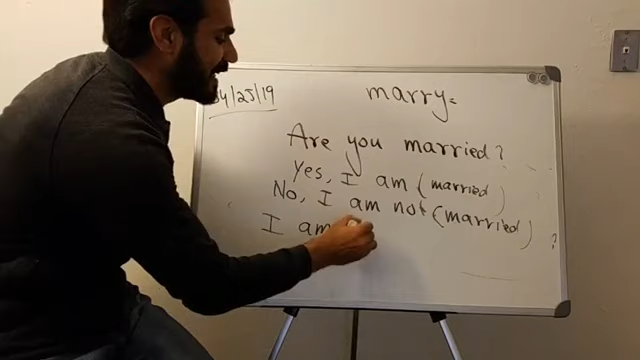 04/25/19
marry=
Are you married?
Yes, I am (married)
No, I am not (married)
I am
?